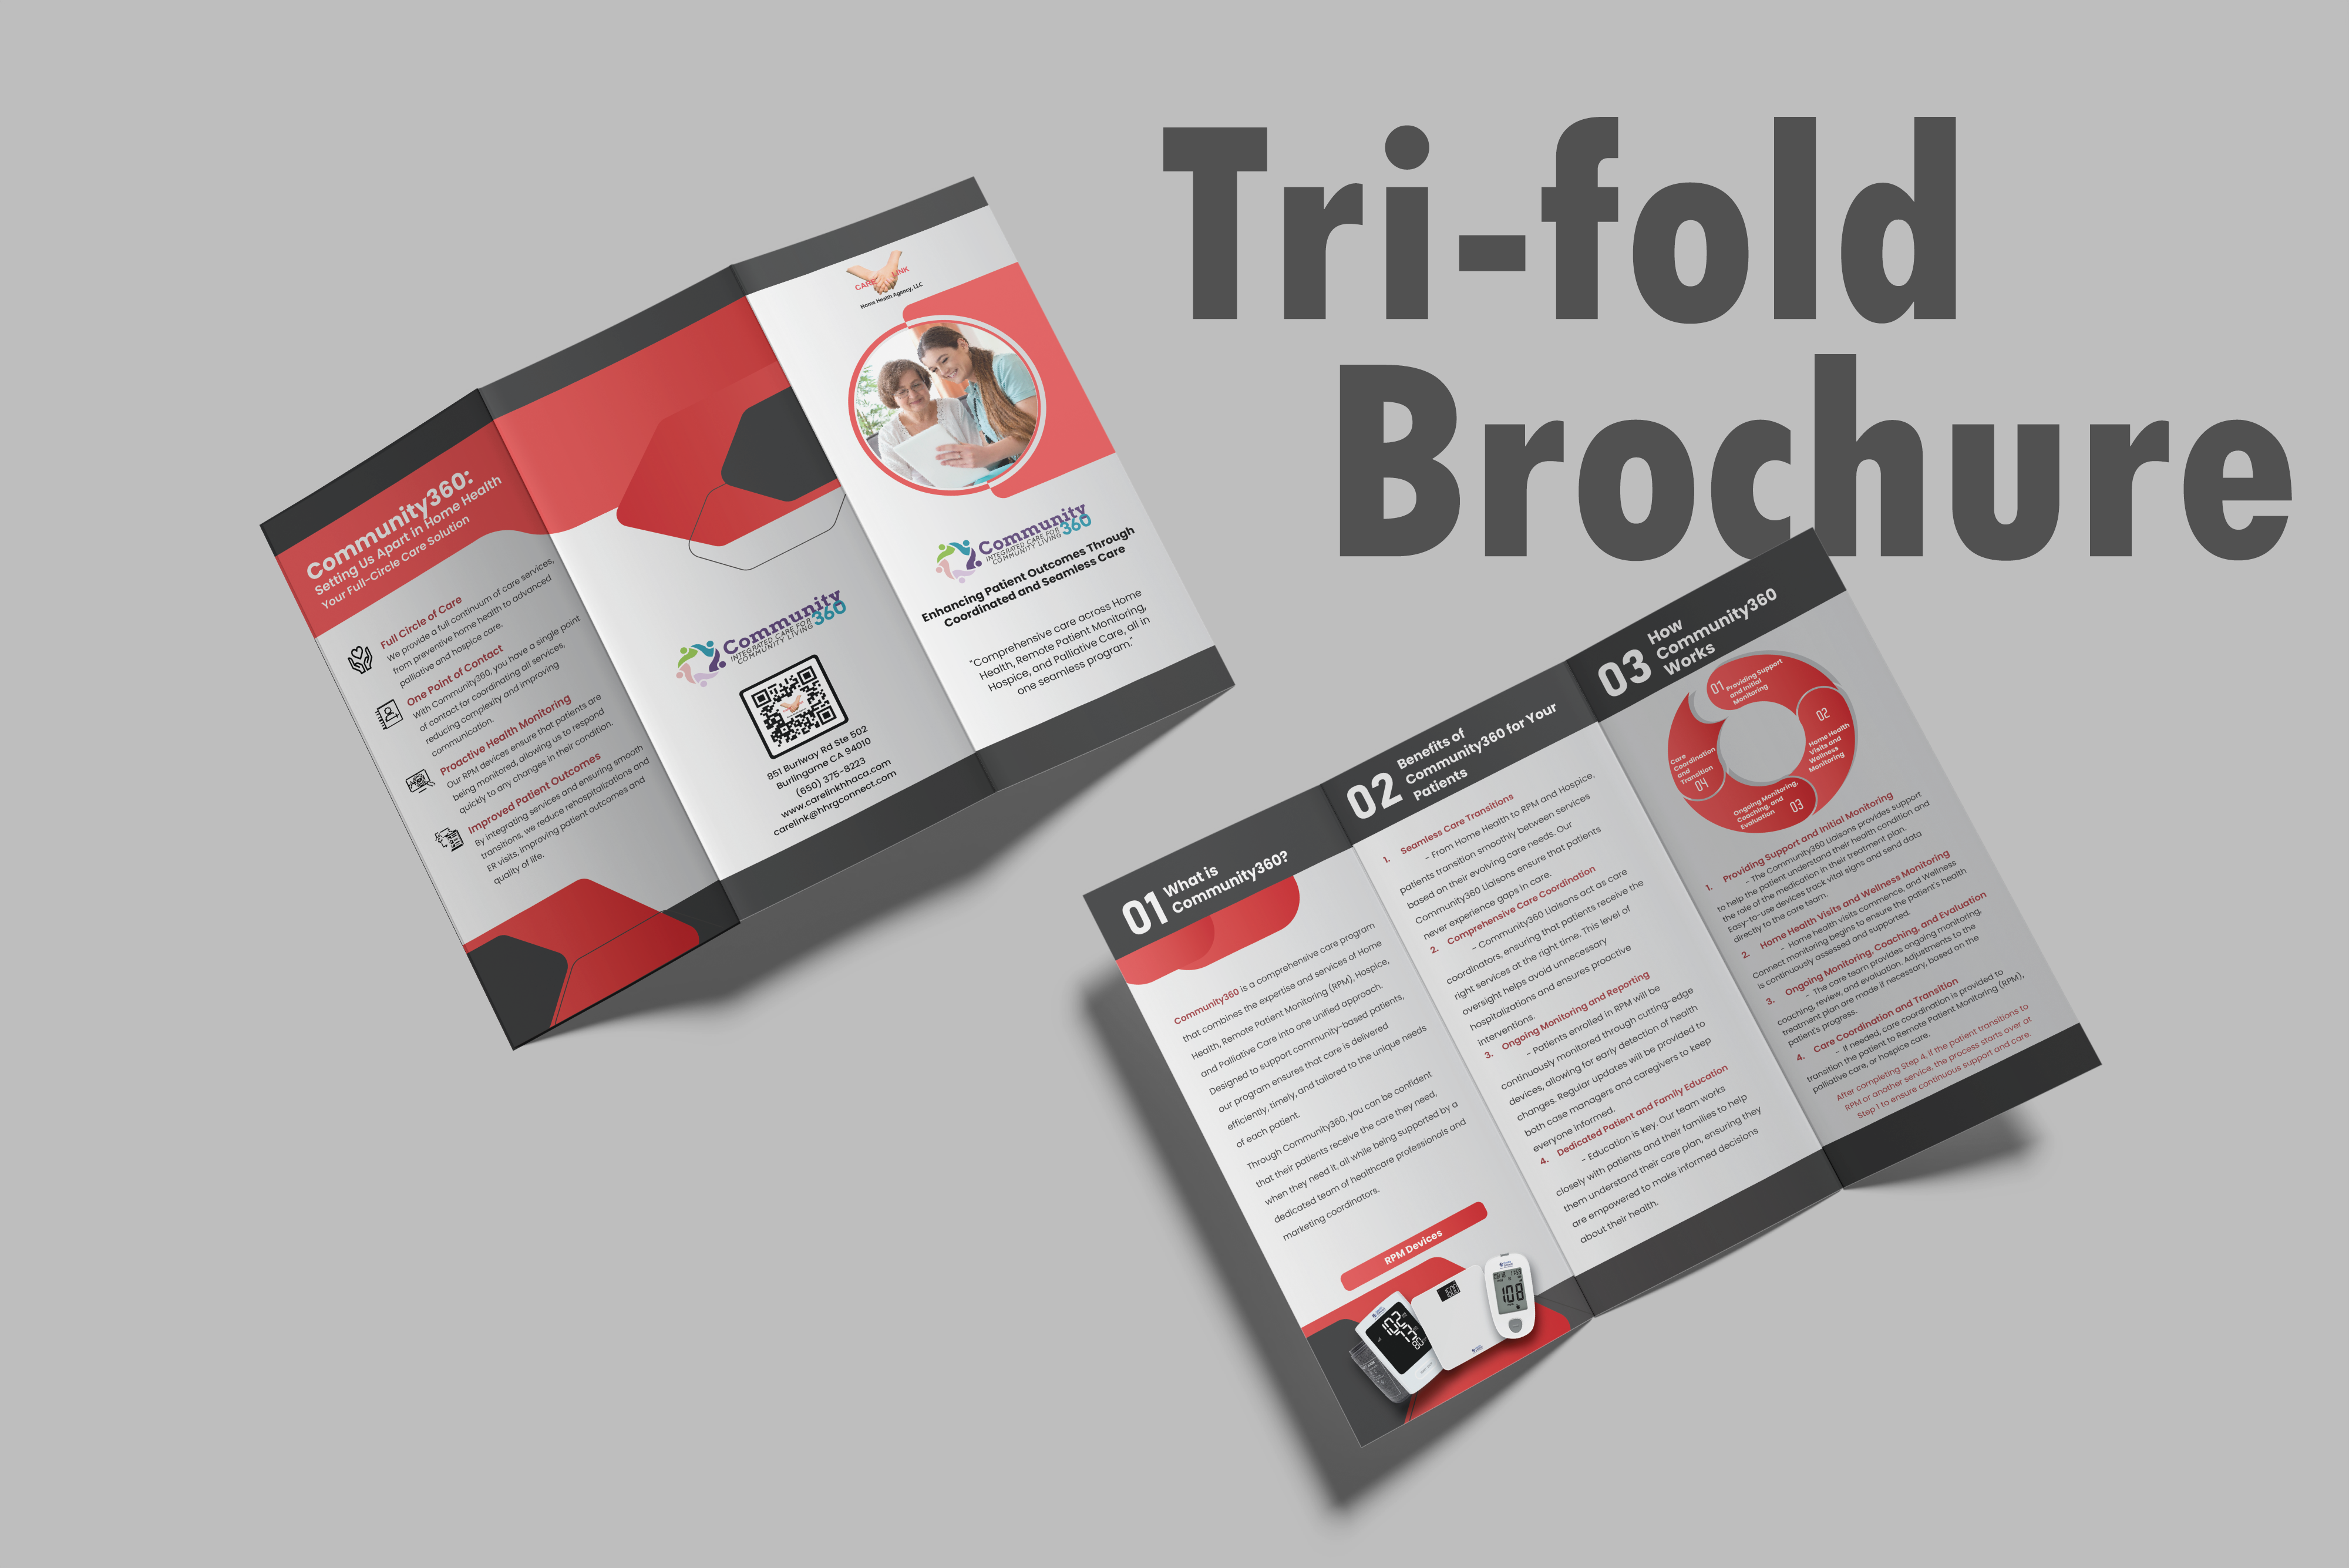 Tri-fold
Brochure
Community360:
Setting Us Apart in Home Health
Your Full-Circle Care Solution
Full Circle of Care
We provide a full continuum of care services,
from preventive home health to advanced
palliative and hospice care.
One Point of Contact
With Community360, you have a single point
of contact for coordinating all services,
reducing complexity and improving
communication.
Proactive Health Monitoring
Our RPM devices ensure that patients are
being monitored, allowing us to respond
quickly to any changes in their condition.
Improved Patient Outcomes
By integrating services and ensuring smooth
transitions, we reduce rehospitalizations and
ER visits, improving patient outcomes and
quality of life.
Community
360
INTEGRATED CARE FOR
COMMUNITY LIVING
851 Burlway Rd Ste 502
Burlingame CA 94010
(650) 375-8223
www.carelinkhhaca.com
carelink@hhrgconnect.com
CARE LINK
Home Health Agency, LLC
Community
360
INTEGRATED CARE FOR
COMMUNITY LIVING
Enhancing Patient Outcomes Through
Coordinated and Seamless Care
"Comprehensive care across Home
Health, Remote Patient Monitoring,
Hospice, and Palliative Care, all in
one seamless program."
01 What is
Community360?
Community360 is a comprehensive care program
that combines the expertise and services of Home
Health, Remote Patient Monitoring (RPM), Hospice,
and Palliative Care into one unified approach.
Designed to support community-based patients,
our program ensures that care is delivered
efficiently, timely, and tailored to the unique needs
of each patient.
Through Community360, you can be confident
that their patients receive the care they need,
when they need it, all while being supported by a
dedicated team of healthcare professionals and
marketing coordinators.
RPM Devices
102
73
80
108
02 Benefits of
Community360 for Your
Patients
1. Seamless Care Transitions
- From Home Health to RPM and Hospice,
patients transition smoothly between services
based on their evolving care needs. Our
Community360 Liaisons ensure that patients
never experience gaps in care.
2. Comprehensive Care Coordination
- Community360 Liaisons act as care
coordinators, ensuring that patients receive the
right services at the right time. This level of
oversight helps avoid unnecessary
hospitalizations and ensures proactive
interventions.
3. Ongoing Monitoring and Reporting
- Patients enrolled in RPM will be
continuously monitored through cutting-edge
devices, allowing for early detection of health
changes. Regular updates will be provided to
both case managers and caregivers to keep
everyone informed.
4. Dedicated Patient and Family Education
- Education is key. Our team works
closely with patients and their families to help
them understand their care plan, ensuring they
are empowered to make informed decisions
about their health.
03 How
Community360
Works
01 Providing Support
and Initial
Monitoring
02
Home Health
Visits and
Wellness
Monitoring
Ongoing Monitoring,
Coaching, and
Evaluation 03
Care
Coordination
and
Transition
04
1. Providing Support and Initial Monitoring
- The Community360 Liaisons provides support
to help the patient understand their health condition and
the role of the medication in their treatment plan.
Easy-to-use devices track vital signs and send data
directly to the care team.
2. Home Health Visits and Wellness Monitoring
- Home health visits commence, and Wellness
Connect monitoring begins to ensure the patient's health
is continuously assessed and supported.
3. Ongoing Monitoring, Coaching, and Evaluation
- The care team provides ongoing monitoring,
coaching, review, and evaluation. Adjustments to the
treatment plan are made if necessary, based on the
patient's progress.
4. Care Coordination and Transition
- If needed, care coordination is provided to
transition the patient to Remote Patient Monitoring (RPM),
palliative care, or hospice care.
After completing Step 4, if the patient transitions to
RPM or another service, the process starts over at
Step 1 to ensure continuous support and care.